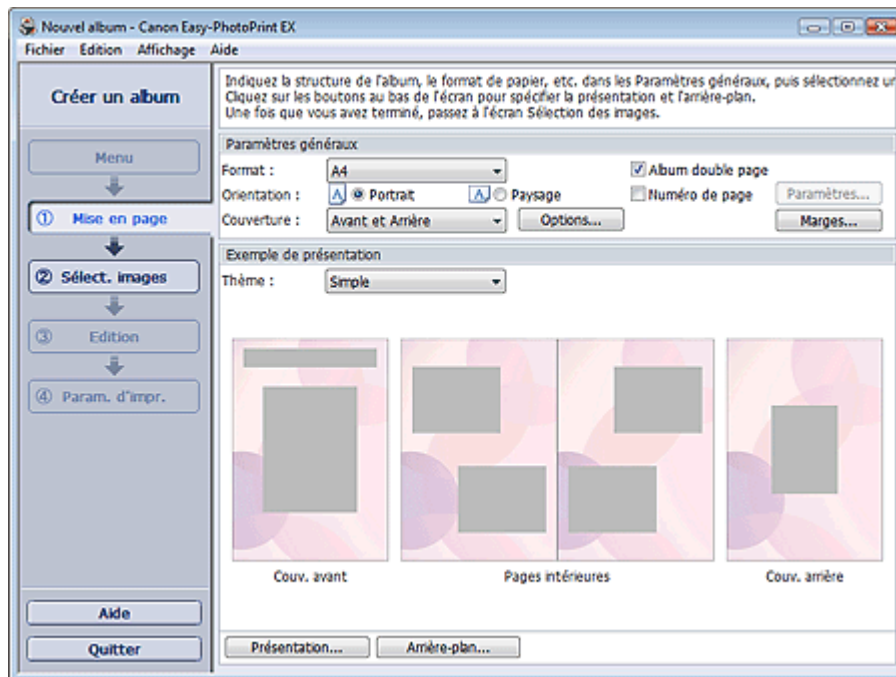 Nouvel album - Canon Easy-PhotoPrint EX
Fichier Edition Affichage Aide
Créer un album
Indiquez la structure de l'album, le format de papier, etc. dans les Paramètres généraux, puis sélectionnez un
Cliquez sur les boutons au bas de l'écran pour spécifier la présentation et l'arrière-plan.
Une fois que vous avez terminé, passez à l'écran Sélection des images.
Menu
① Mise en page
② Sélect. images
③ Edition
④ Param. d'impr.
Paramètres généraux
Format : A4 Album double page
Orientation : A Portrait A Paysage Numéro de page Paramètres...
Couverture : Avant et Arrière Options... Marges...
Exemple de présentation
Thème : Simple
Couv. avant Pages intérieures Couv. arrière
Aide
Quitter
Présentation... Arrière-plan...